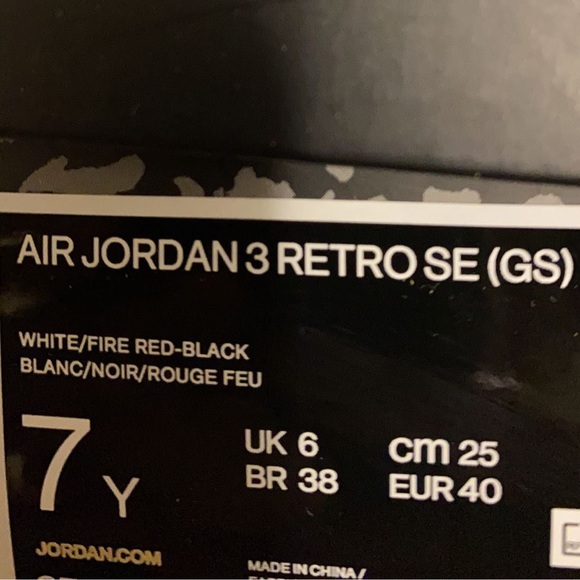 AIR JORDAN 3 RETRO SE (GS)
WHITE/FIRE RED-BLACK
BLANC/NOIR/ROUGE FEU
7 Y
UK 6 cm 25
BR 38 EUR 40
JORDAN.COM
MADE IN CHINA/